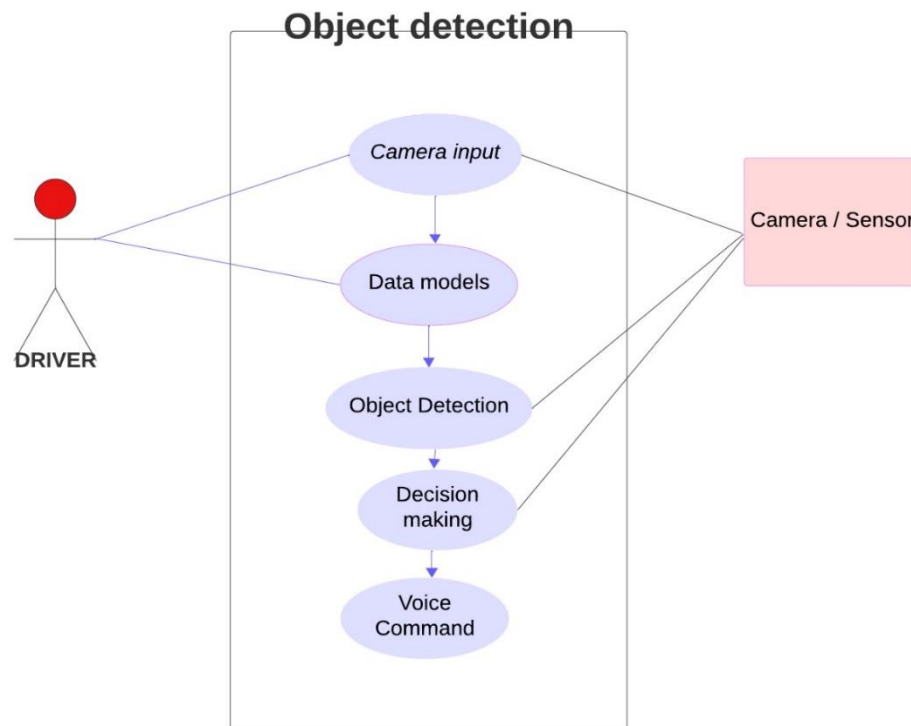 Object detection
Camera input
Camera / Sensor
Data models
DRIVER
Object Detection
Decision
making
Voice
Command